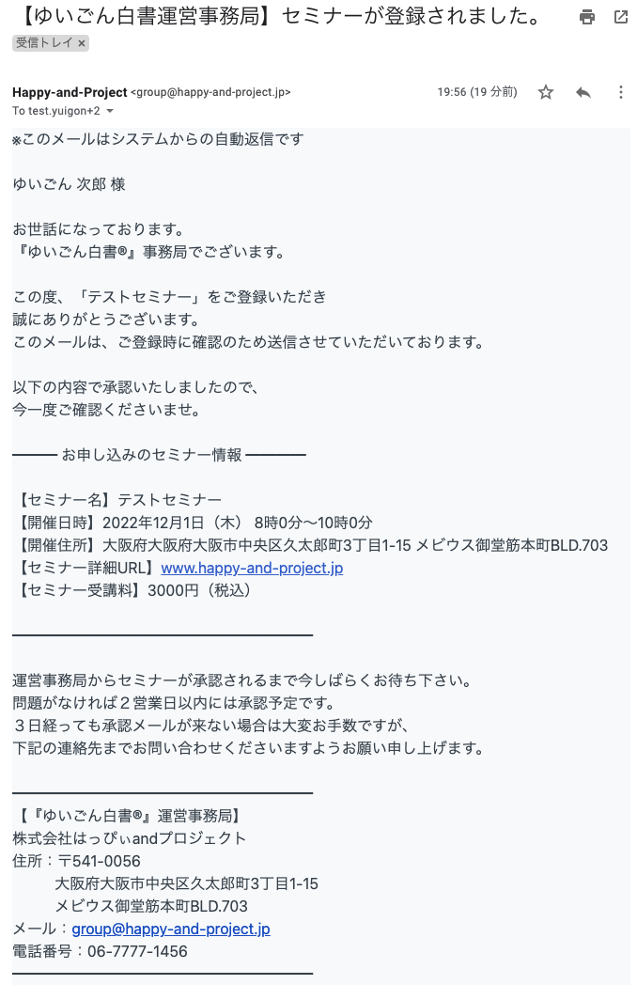 【ゆいごん白書運営事務局】セミナーが登録されました。
受信トレイ ×
Happy-and-Project <group@happy-and-project.jp> 19:56 (19 分前)
To test.yuigon+2
※このメールはシステムからの自動返信です
ゆいごん 次郎 様
お世話になっております。
『ゆいごん白書®』事務局でございます。
この度、「テストセミナー」をご登録いただき
誠にありがとうございます。
このメールは、ご登録時に確認のため送信させていただいております。
以下の内容で承認いたしましたので、
今一度ご確認くださいませ。
━━━ お申し込みのセミナー情報 ━━━━
【セミナー名】テストセミナー
【開催日時】2022年12月1日（木） 8時0分〜10時0分
【開催住所】大阪府大阪府大阪市中央区久太郎町3丁目1-15 メビウス御堂筋本町BLD.703
【セミナー詳細URL】www.happy-and-project.jp
【セミナー受講料】3000円（税込）
━━━━━━━━━━━━━━━━━━━━
運営事務局からセミナーが承認されるまで今しばらくお待ち下さい。
問題がなければ２営業日以内には承認予定です。
３日経っても承認メールが来ない場合は大変お手数ですが、
下記の連絡先までお問い合わせくださいますようお願い申し上げます。
━━━━━━━━━━━━━━━━━━━━
【『ゆいごん白書®』運営事務局】
株式会社はっぴぃandプロジェクト
住所：〒541-0056
大阪府大阪市中央区久太郎町3丁目1-15
メビウス御堂筋本町BLD.703
メール：group@happy-and-project.jp
電話番号：06-7777-1456
━━━━━━━━━━━━━━━━━━━━